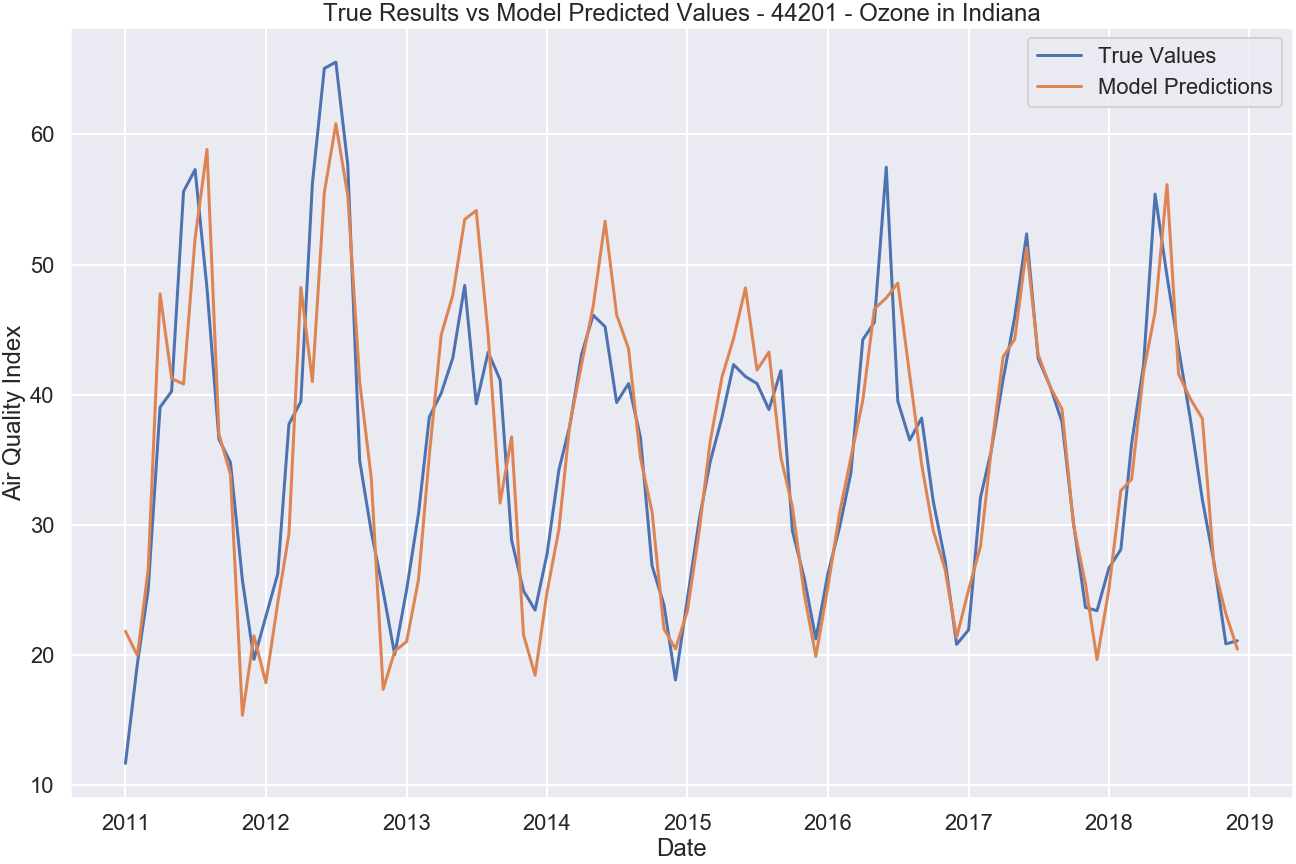 True Results vs Model Predicted Values - 44201 - Ozone in Indiana
True Values
Model Predictions
Air Quality Index
60
50
40
30
20
10
2011 2012 2013 2014 2015 2016 2017 2018 2019
Date